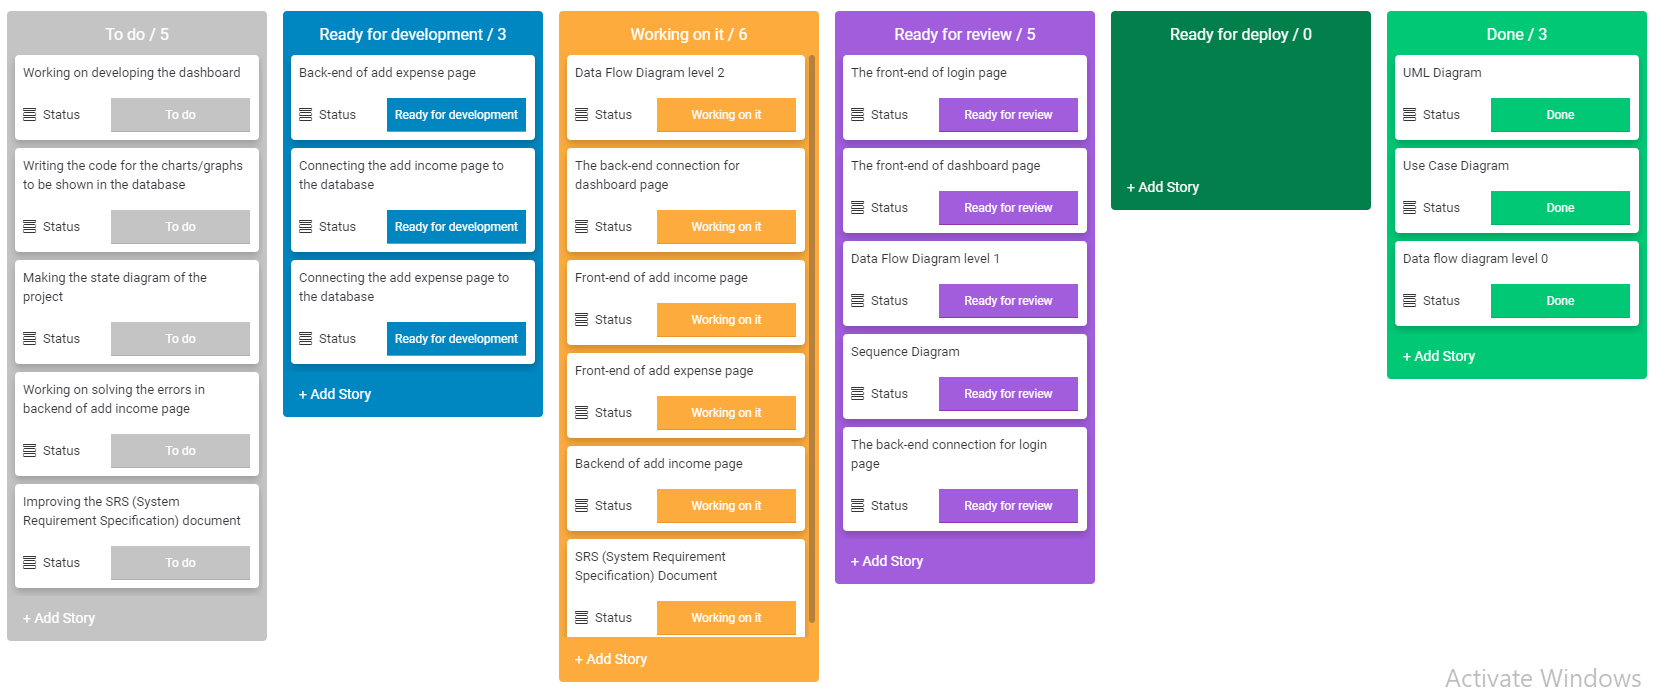 To do / 5
Working on developing the dashboard
Status To do
Writing the code for the charts/graphs
to be shown in the database
Status To do
Making the state diagram of the
project
Status To do
Working on solving the errors in
backend of add income page
Status To do
Improving the SRS (System
Requirement Specification) document
Status To do
+ Add Story
Ready for development / 3
Back-end of add expense page
Status Ready for development
Connecting the add income page to
the database
Status Ready for development
Connecting the add expense page to
the database
Status Ready for development
+ Add Story
Working on it / 6
Data Flow Diagram level 2
Status Working on it
The back-end connection for
dashboard page
Status Working on it
Front-end of add income page
Status Working on it
Front-end of add expense page
Status Working on it
Backend of add income page
Status Working on it
SRS (System Requirement
Specification) Document
Status Working on it
+ Add Story
Ready for review / 5
The front-end of login page
Status Ready for review
The front-end of dashboard page
Status Ready for review
Data Flow Diagram level 1
Status Ready for review
Sequence Diagram
Status Ready for review
The back-end connection for login
page
Status Ready for review
+ Add Story
Ready for deploy / 0
+ Add Story
Done / 3
UML Diagram
Status Done
Use Case Diagram
Status Done
Data flow diagram level 0
Status Done
+ Add Story
Activate Windows